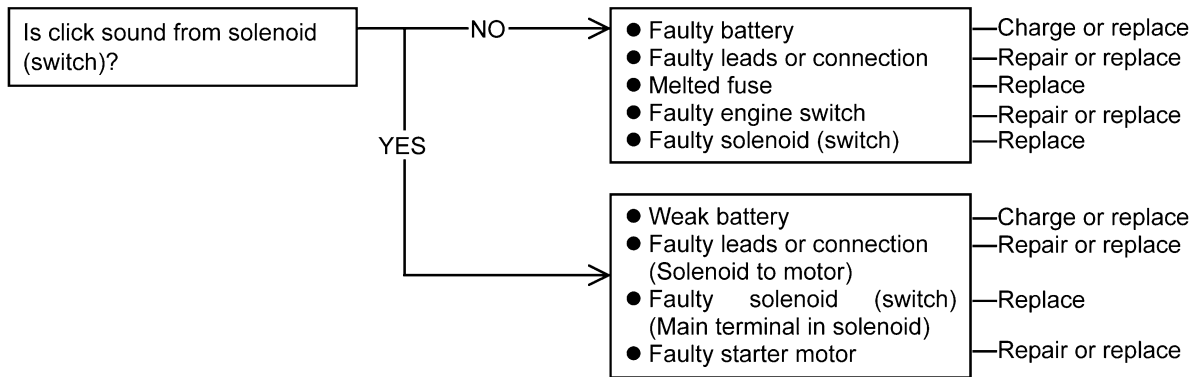 Is click sound from solenoid
(switch)?
NO
● Faulty battery
● Faulty leads or connection
● Melted fuse
● Faulty engine switch
● Faulty solenoid (switch)
Charge or replace
Repair or replace
Replace
Repair or replace
Replace
YES
● Weak battery
● Faulty leads or connection
(Solenoid to motor)
● Faulty solenoid (switch)
(Main terminal in solenoid)
● Faulty starter motor
Charge or replace
Repair or replace
Replace
Repair or replace